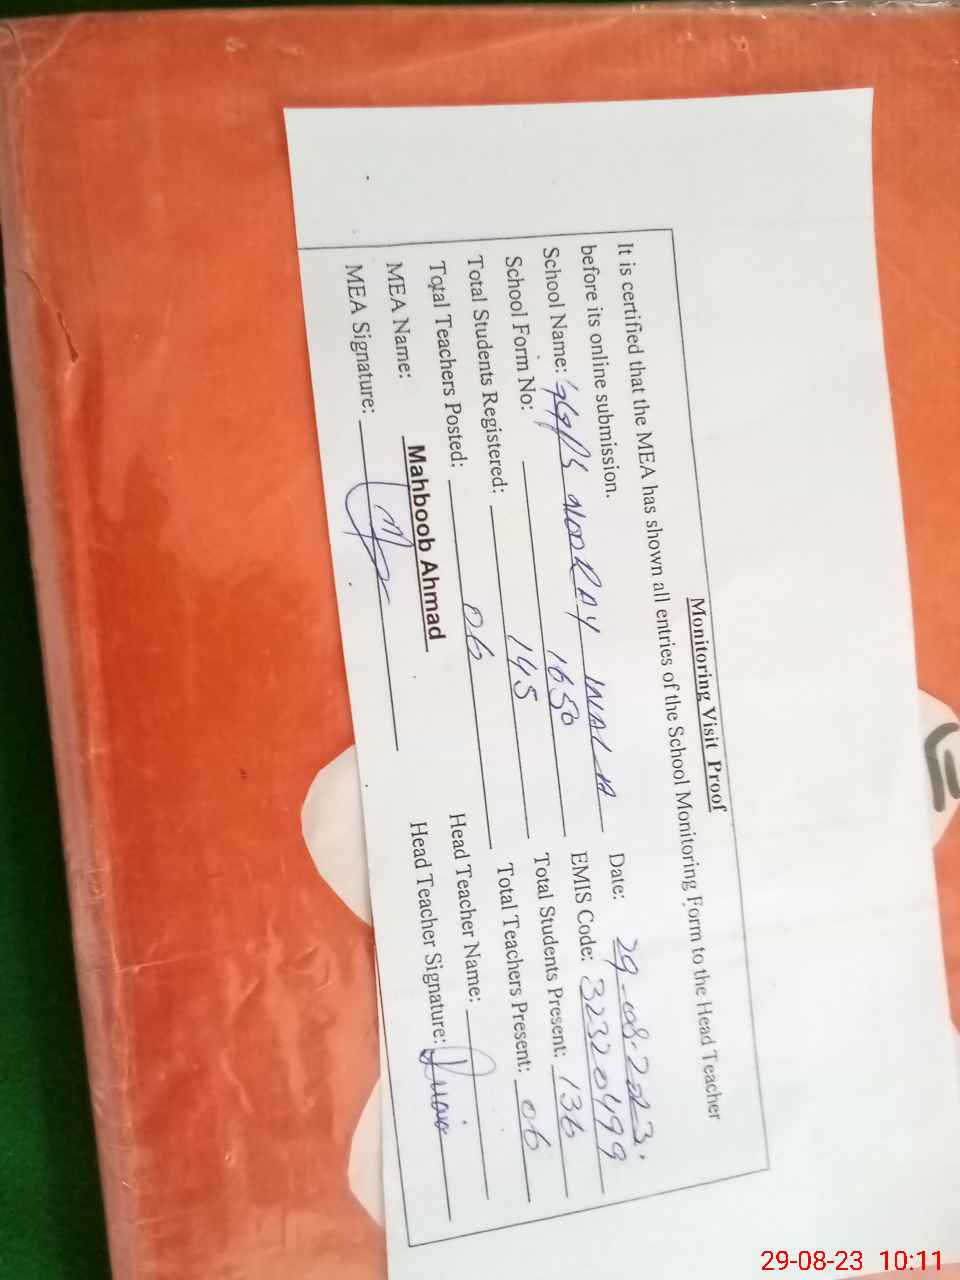 Monitoring Visit Proof
It is certified that the MEA has shown all entries of the School Monitoring Form to the Head Teacher
before its online submission.
Date: 29-08-2023.
School Name: GGPS NOORAY WALA
EMIS Code: 32320499
School Form No: 1650
Total Students Present: 136
Total Students Registered: 145
Total Teachers Present: 06
Total Teachers Posted: 06
Head Teacher Name:
MEA Name: Mahboob Ahmad
Head Teacher Signature:
MEA Signature:
29-08-23 10:11